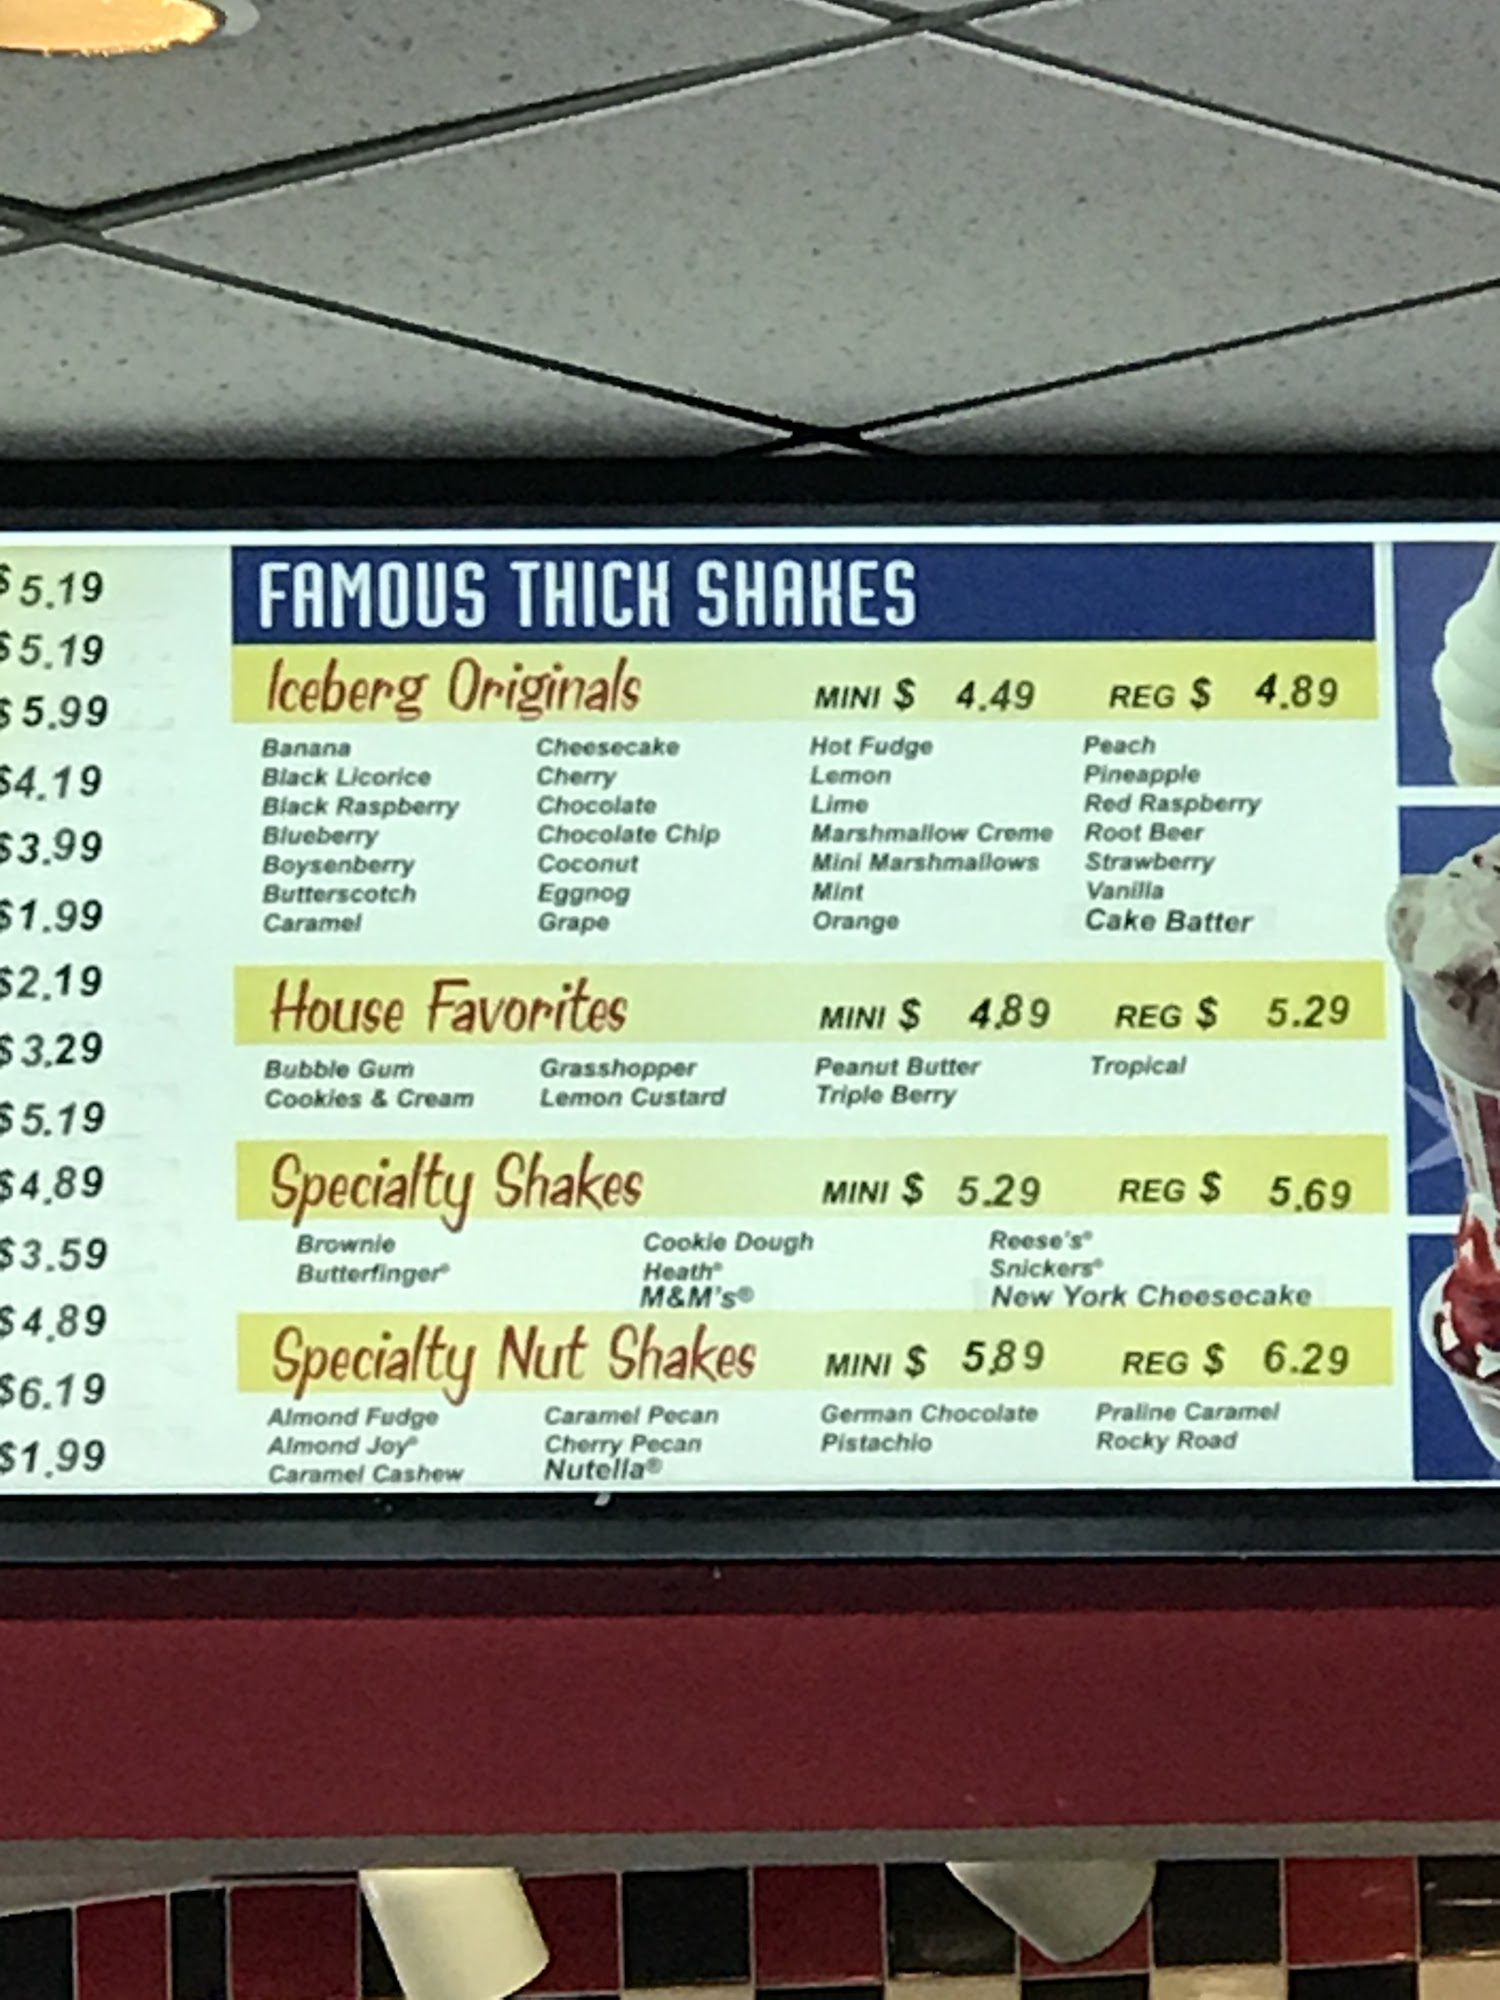 $5.19
$5.19
$5.99
$4.19
$3.99
$1.99
$2.19
$3.29
$5.19
$4.89
$3.59
$4.89
$6.19
$1.99
FAMOUS THICK SHAKES
Iceberg Originals MINI $ 4.49 REG $ 4.89
Banana Cheesecake Hot Fudge Peach
Black Licorice Cherry Lemon Pineapple
Black Raspberry Chocolate Lime Red Raspberry
Blueberry Chocolate Chip Marshmallow Creme Root Beer
Boysenberry Coconut Mini Marshmallows Strawberry
Butterscotch Eggnog Mint Vanilla
Caramel Grape Orange Cake Batter
House Favorites MINI $ 4.89 REG $ 5.29
Bubble Gum Grasshopper Peanut Butter Tropical
Cookies & Cream Lemon Custard Triple Berry
Specialty Shakes MINI $ 5.29 REG $ 5.69
Brownie Cookie Dough Reese's®
Butterfinger® Heath® Snickers®
M&M's® New York Cheesecake
Specialty Nut Shakes MINI $ 5.89 REG $ 6.29
Almond Fudge Caramel Pecan German Chocolate Praline Caramel
Almond Joy® Cherry Pecan Pistachio Rocky Road
Caramel Cashew Nutella®